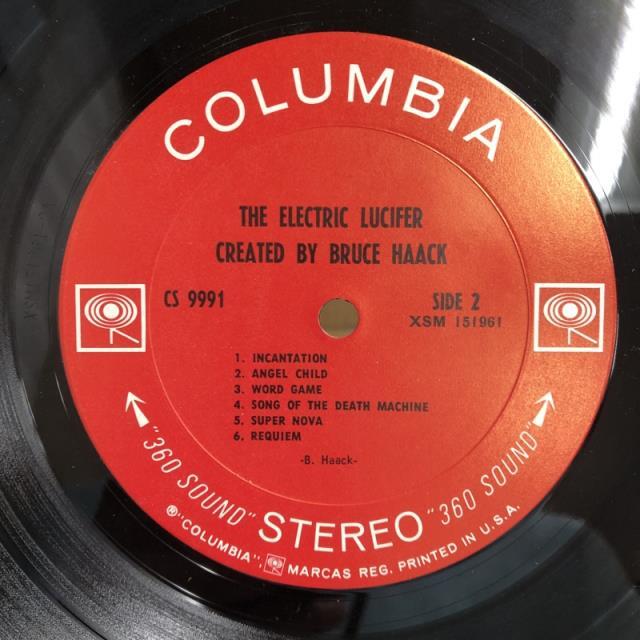 COLUMBIA
THE ELECTRIC LUCIFER
CREATED BY BRUCE HAACK
CS 9991
SIDE 2
XSM 151961
1. INCANTATION
2. ANGEL CHILD
3. WORD GAME
4. SONG OF THE DEATH MACHINE
5. SUPER NOVA
6. REQUIEM
-B. Haack-
"360 SOUND" STEREO "360 SOUND"
®"COLUMBIA", MARCAS REG. PRINTED IN U.S.A.